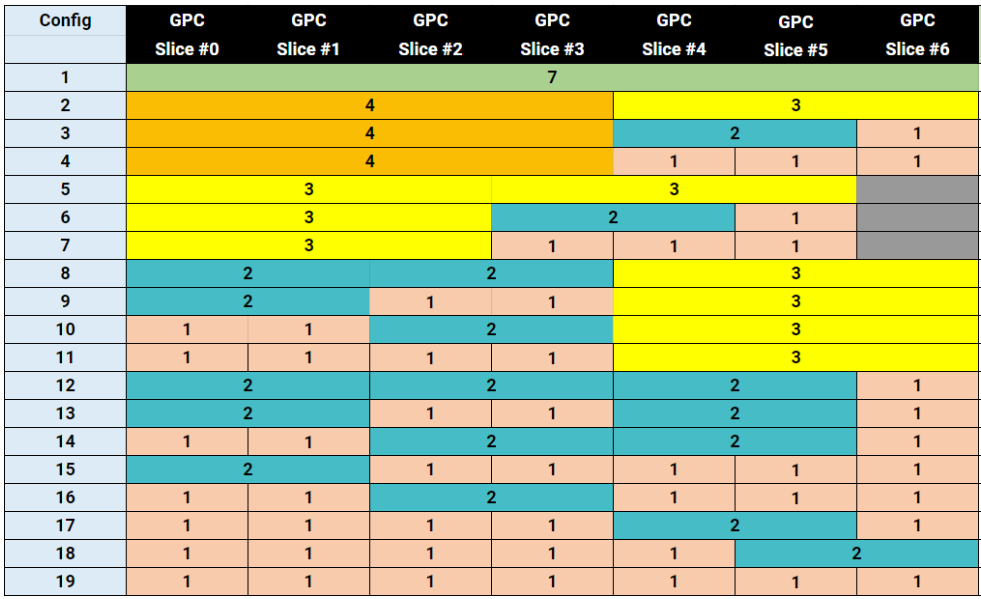 Config GPC GPC GPC GPC GPC GPC GPC
Slice #0 Slice #1 Slice #2 Slice #3 Slice #4 Slice #5 Slice #6
1 7
2 4 3
3 4 2 1
4 4 1 1 1
5 3 3
6 3 2 1
7 3 1 1 1
8 2 2 3
9 2 1 1 3
10 1 1 2 3
11 1 1 1 1 3
12 2 2 2 1
13 2 1 1 2 1
14 1 1 2 2 1
15 2 1 1 1 1 1
16 1 1 2 1 1 1
17 1 1 1 1 2 1
18 1 1 1 1 1 2
19 1 1 1 1 1 1 1